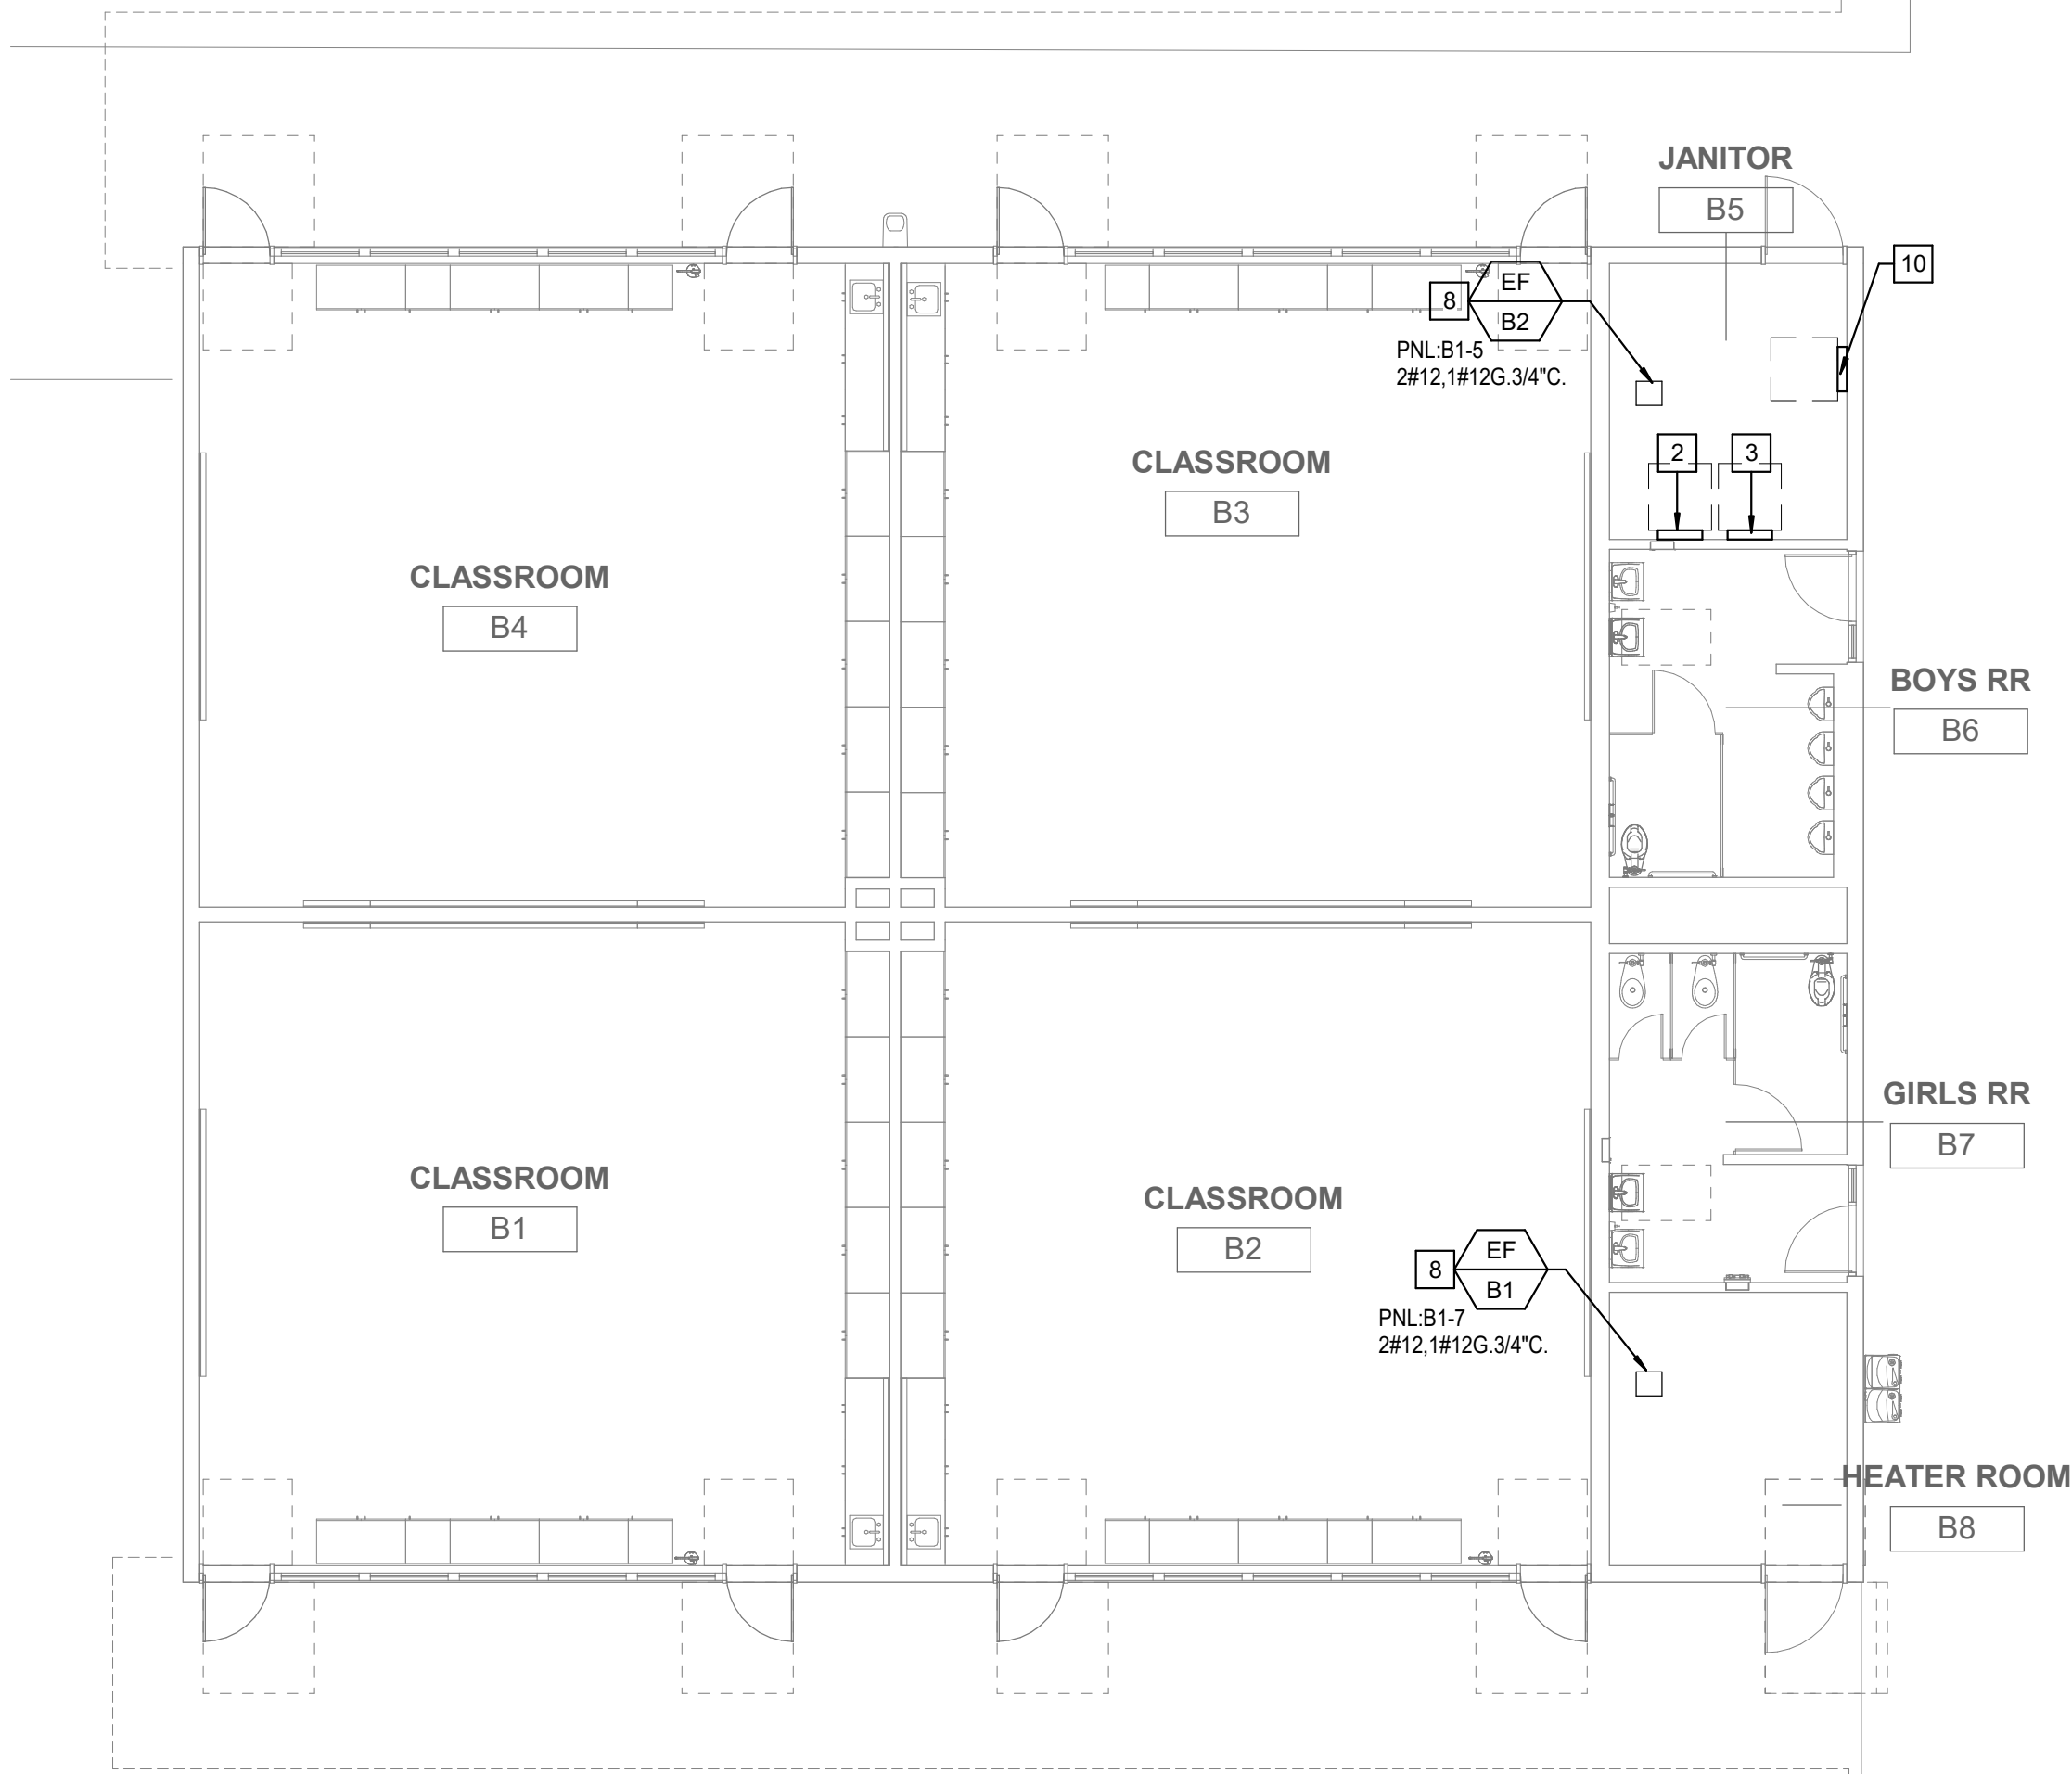 JANITOR
B5
10
EF
8
B2
PNL:B1-5
2#12,1#12G.3/4"C.
2
3
CLASSROOM
B3
CLASSROOM
B4
BOYS RR
B6
GIRLS RR
B7
CLASSROOM
B1
CLASSROOM
B2
EF
8
B1
PNL:B1-7
2#12,1#12G.3/4"C.
HEATER ROOM
B8